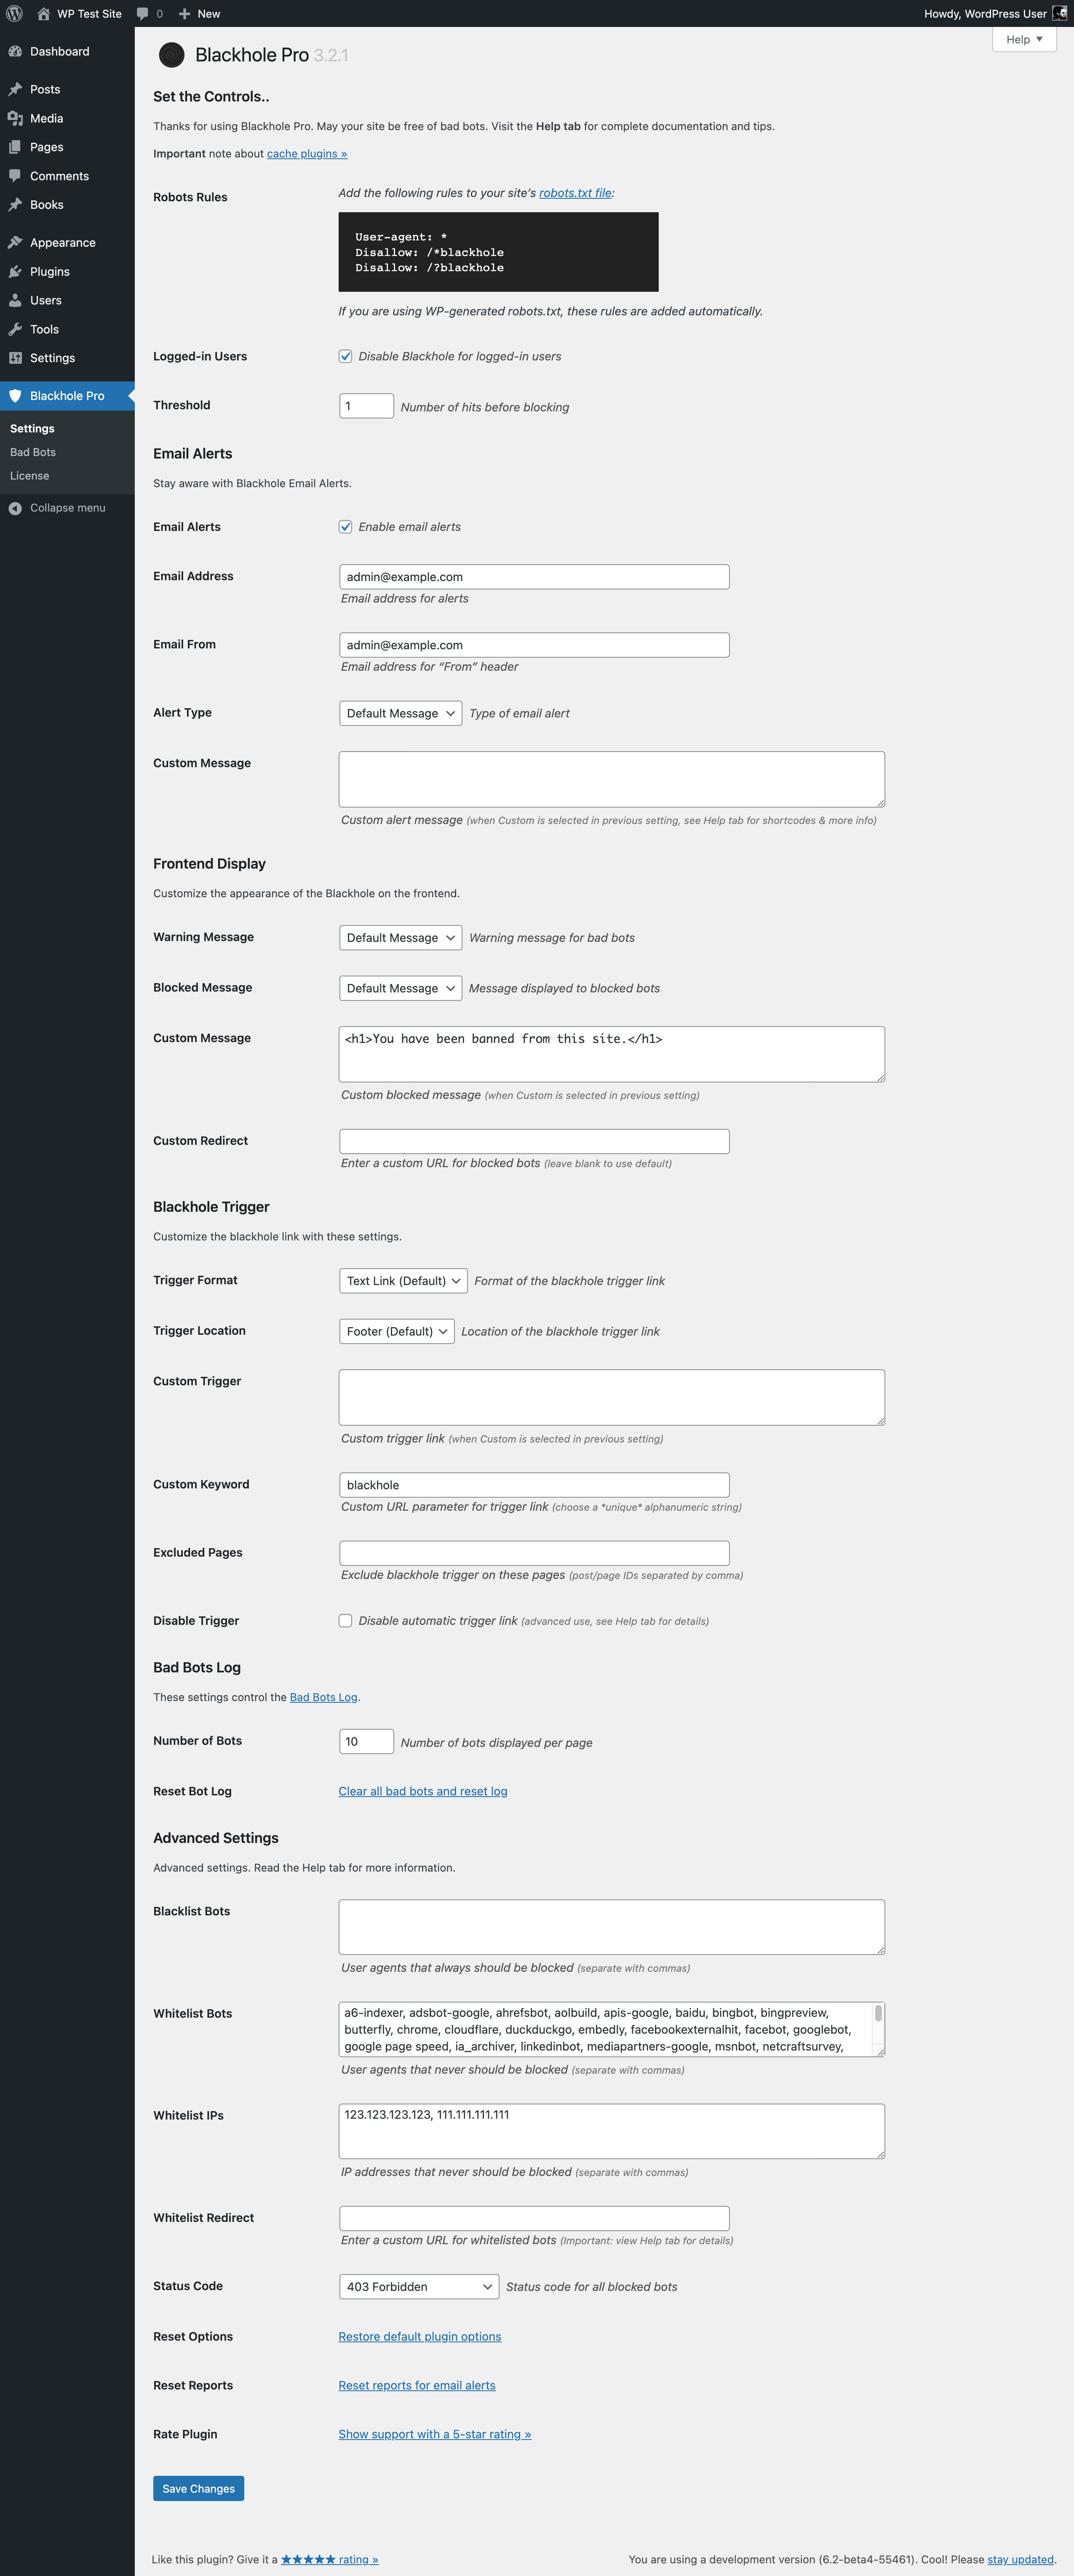 WP Test Site 0 New Howdy, WordPress User
Help
Dashboard
Posts
Media
Pages
Comments
Books
Appearance
Plugins
Users
Tools
Settings
Blackhole Pro
Settings
Bad Bots
License
Collapse menu
Blackhole Pro 3.2.1
Set the Controls..
Thanks for using Blackhole Pro. May your site be free of bad bots. Visit the Help tab for complete documentation and tips.
Important note about cache plugins »
Robots Rules
Add the following rules to your site’s robots.txt file:
User-agent: *
Disallow: /*blackhole
Disallow: /?blackhole
If you are using WP-generated robots.txt, these rules are added automatically.
Logged-in Users
Disable Blackhole for logged-in users
Threshold
1 Number of hits before blocking
Email Alerts
Stay aware with Blackhole Email Alerts.
Email Alerts
Enable email alerts
Email Address
admin@example.com
Email address for alerts
Email From
admin@example.com
Email address for “From” header
Alert Type
Default Message Type of email alert
Custom Message
Custom alert message (when Custom is selected in previous setting, see Help tab for shortcodes & more info)
Frontend Display
Customize the appearance of the Blackhole on the frontend.
Warning Message
Default Message Warning message for bad bots
Blocked Message
Default Message Message displayed to blocked bots
Custom Message
<h1>You have been banned from this site.</h1>
Custom blocked message (when Custom is selected in previous setting)
Custom Redirect
Enter a custom URL for blocked bots (leave blank to use default)
Blackhole Trigger
Customize the blackhole link with these settings.
Trigger Format
Text Link (Default) Format of the blackhole trigger link
Trigger Location
Footer (Default) Location of the blackhole trigger link
Custom Trigger
Custom trigger link (when Custom is selected in previous setting)
Custom Keyword
blackhole
Custom URL parameter for trigger link (choose a *unique* alphanumeric string)
Excluded Pages
Exclude blackhole trigger on these pages (post/page IDs separated by comma)
Disable Trigger
Disable automatic trigger link (advanced use, see Help tab for details)
Bad Bots Log
These settings control the Bad Bots Log.
Number of Bots
10 Number of bots displayed per page
Reset Bot Log
Clear all bad bots and reset log
Advanced Settings
Advanced settings. Read the Help tab for more information.
Blacklist Bots
User agents that always should be blocked (separate with commas)
Whitelist Bots
a6-indexer, adsbot-google, ahrefsbot, aolbuild, apis-google, baidu, bingbot, bingpreview,
butterfly, chrome, cloudflare, duckduckgo, embedly, facebookexternalhit, facebot, googlebot,
google page speed, ia_archiver, linkedinbot, mediapartners-google, msnbot, netcraftsurvey,
User agents that never should be blocked (separate with commas)
Whitelist IPs
123.123.123.123, 111.111.111.111
IP addresses that never should be blocked (separate with commas)
Whitelist Redirect
Enter a custom URL for whitelisted bots (Important: view Help tab for details)
Status Code
403 Forbidden Status code for all blocked bots
Reset Options
Restore default plugin options
Reset Reports
Reset reports for email alerts
Rate Plugin
Show support with a 5-star rating »
Save Changes
Like this plugin? Give it a ★★★★★ rating »
You are using a development version (6.2-beta4-55461). Cool! Please stay updated.